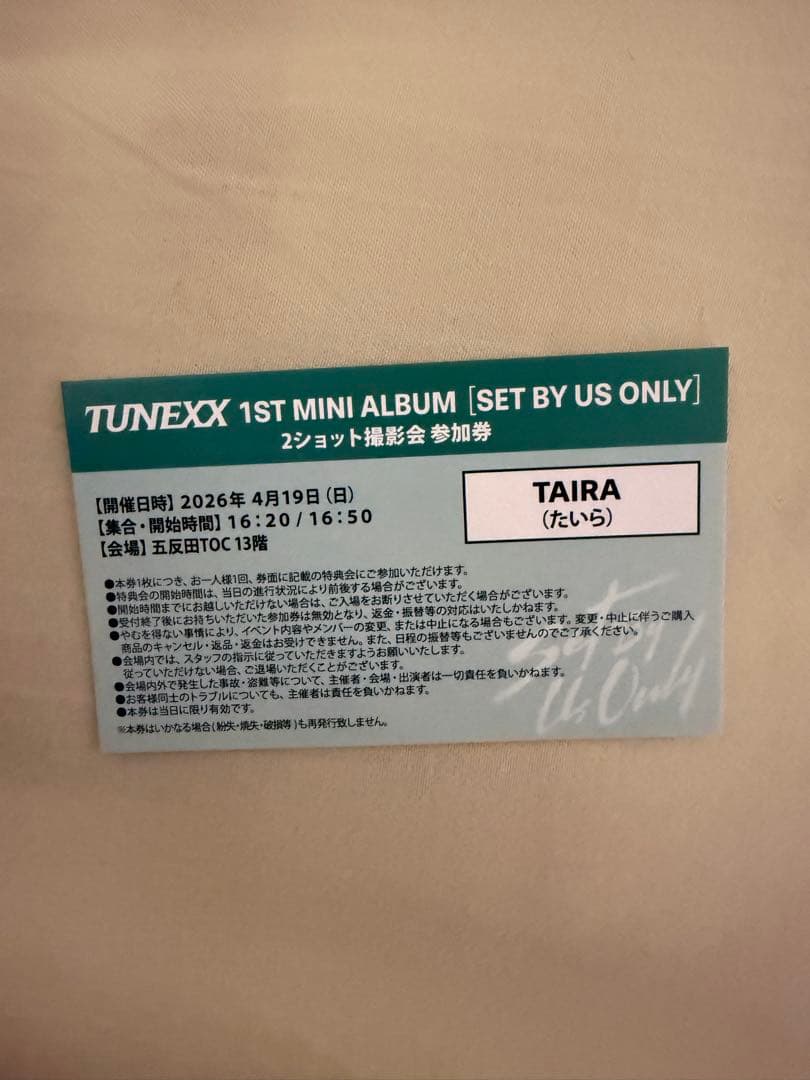 TUNEXX 1ST MINI ALBUM [SET BY US ONLY]
2ショット撮影会 参加券
【開催日時】2026年 4月19日(日)
【集合・開始時間】16:20 / 16:50
【会場】五反田TOC 13階
TAIRA
(たいら)
●本券1枚につき、お一人様1回、券面に記載の特典会にご参加いただけます。
●特典会の開始時間は、当日の進行状況により前後する場合がございます。
●開始時間までにお越しいただけない場合は、ご入場をお断りさせていただく場合がございます。
●受付終了後にお持ちいただいた参加券は無効となり、返金・振替等の対応はいたしかねます。
●やむを得ない事情により、イベント内容やメンバーの変更、または中止になる場合もございます。変更・中止に伴うご購入
商品のキャンセル・返品・返金はお受けできません。また、日程の振替等もございませんのでご了承ください。
●会場内では、スタッフの指示に従っていただきますようお願いいたします。
従っていただけない場合、ご退場いただくことがございます。
●会場内外で発生した事故・盗難等について、主催者・会場・出演者は一切責任を負いかねます。
●お客様同士のトラブルについても、主催者は責任を負いかねます。
●本券は当日に限り有効です。
※本券はいかなる場合(紛失・焼失・破損等)も再発行致しません。